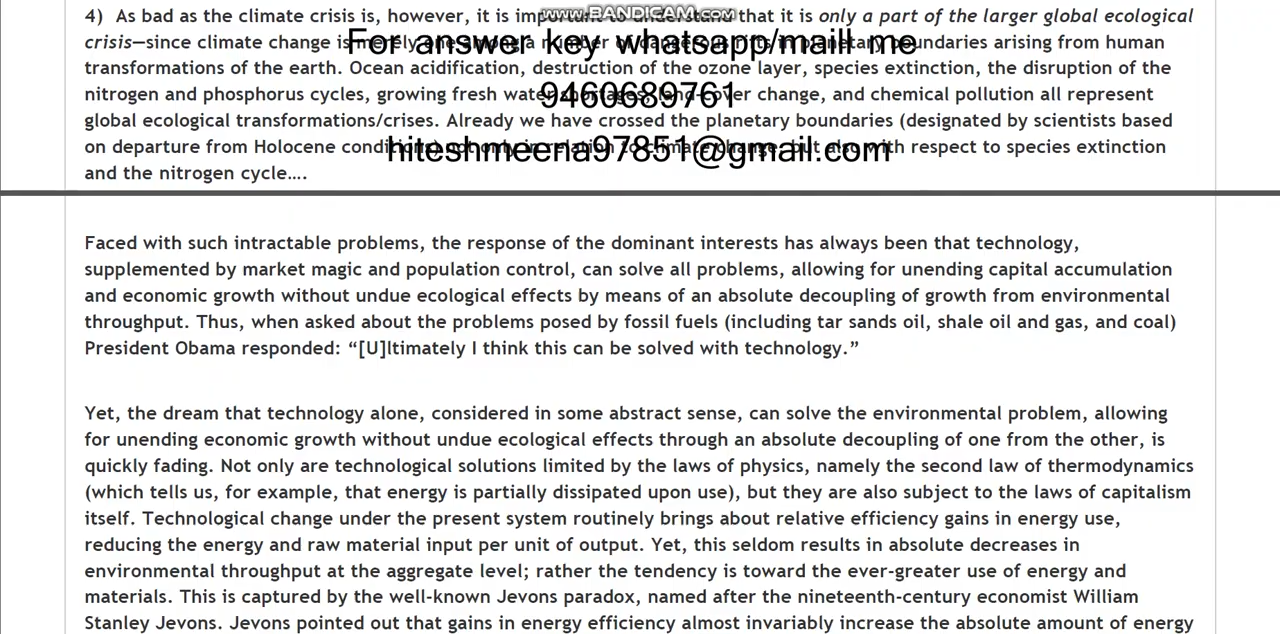 www.BANDICAM.com
4) As bad as the climate crisis is, however, it is important to understand that it is only a part of the larger global ecological
crisis—since climate change is merely one among a number of dangerous rifts in planetary boundaries arising from human
For answer key whatsapp/maill me
transformations of the earth. Ocean acidification, destruction of the ozone layer, species extinction, the disruption of the
nitrogen and phosphorus cycles, growing fresh water shortages, land-cover change, and chemical pollution all represent
9460689761
global ecological transformations/crises. Already we have crossed the planetary boundaries (designated by scientists based
on departure from Holocene conditions) not only in relation to climate change, but also with respect to species extinction
hiteshmeena97851@gmail.com
and the nitrogen cycle….
Faced with such intractable problems, the response of the dominant interests has always been that technology,
supplemented by market magic and population control, can solve all problems, allowing for unending capital accumulation
and economic growth without undue ecological effects by means of an absolute decoupling of growth from environmental
throughput. Thus, when asked about the problems posed by fossil fuels (including tar sands oil, shale oil and gas, and coal)
President Obama responded: “[U]ltimately I think this can be solved with technology.”
Yet, the dream that technology alone, considered in some abstract sense, can solve the environmental problem, allowing
for unending economic growth without undue ecological effects through an absolute decoupling of one from the other, is
quickly fading. Not only are technological solutions limited by the laws of physics, namely the second law of thermodynamics
(which tells us, for example, that energy is partially dissipated upon use), but they are also subject to the laws of capitalism
itself. Technological change under the present system routinely brings about relative efficiency gains in energy use,
reducing the energy and raw material input per unit of output. Yet, this seldom results in absolute decreases in
environmental throughput at the aggregate level; rather the tendency is toward the ever-greater use of energy and
materials. This is captured by the well-known Jevons paradox, named after the nineteenth-century economist William
Stanley Jevons. Jevons pointed out that gains in energy efficiency almost invariably increase the absolute amount of energy